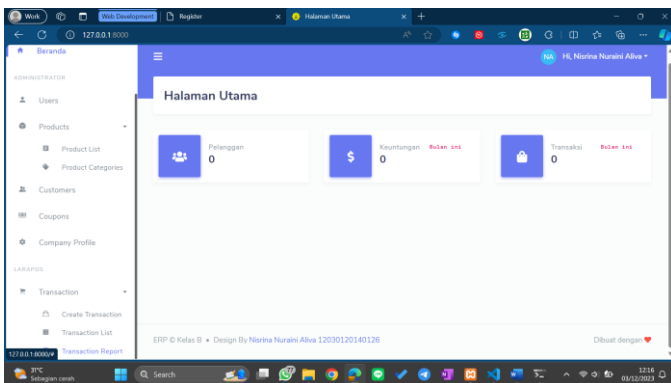 Work
Web Development
Register
Halaman Utama
127.0.0.1:8000
Beranda
NA Hi, Nisrina Nuraini Aliva
ADMINISTRATOR
Users
Products
Product List
Product Categories
Customers
Coupons
Company Profile
LARAPOS
Transaction
Create Transaction
Transaction List
Transaction Report
Halaman Utama
Pelanggan
0
Keuntungan Bulan ini
0
Transaksi Bulan ini
0
ERP © Kelas B • Design By Nisrina Nuraini Aliva 12030120140126
Dibuat dengan
127.0.0.1:8000/#
31°C
Sebagian cerah
Search
12:16
03/12/2023